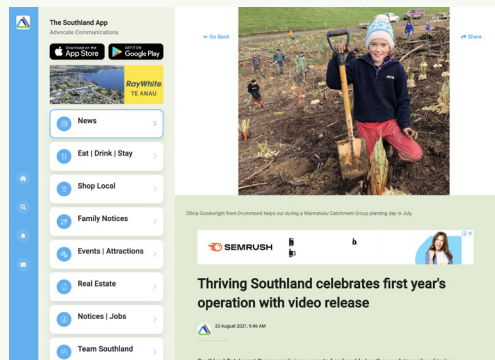 The Southland App
Advocate Communications
Download on the
App Store
GET IT ON
Google Play
RayWhite
TE ANAU
News
Eat | Drink | Stay
Shop Local
Family Notices
Events | Attractions
Real Estate
Notices | Jobs
Team Southland
Go Back
Share
Olivia Goodwright from Drummond helps out during a Waimatuku Catchment Group planting day in July.
SEMRUSH
Thriving Southland celebrates first year's
operation with video release
23 August 2021, 9:46 AM